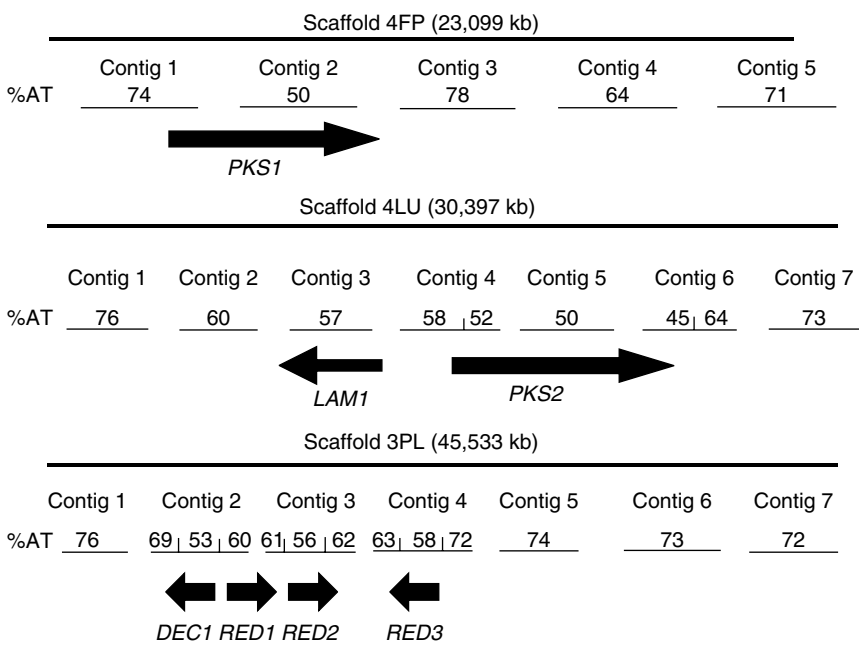 Scaffold 4FP (23,099 kb)
Contig 1 Contig 2 Contig 3 Contig 4 Contig 5
%AT 74 50 78 64 71
PKS1
Scaffold 4LU (30,397 kb)
Contig 1 Contig 2 Contig 3 Contig 4 Contig 5 Contig 6 Contig 7
%AT 76 60 57 58 52 50 45 64 73
LAM1 PKS2
Scaffold 3PL (45,533 kb)
Contig 1 Contig 2 Contig 3 Contig 4 Contig 5 Contig 6 Contig 7
%AT 76 69 53 60 61 56 62 63 58 72 74 73 72
DEC1 RED1 RED2 RED3